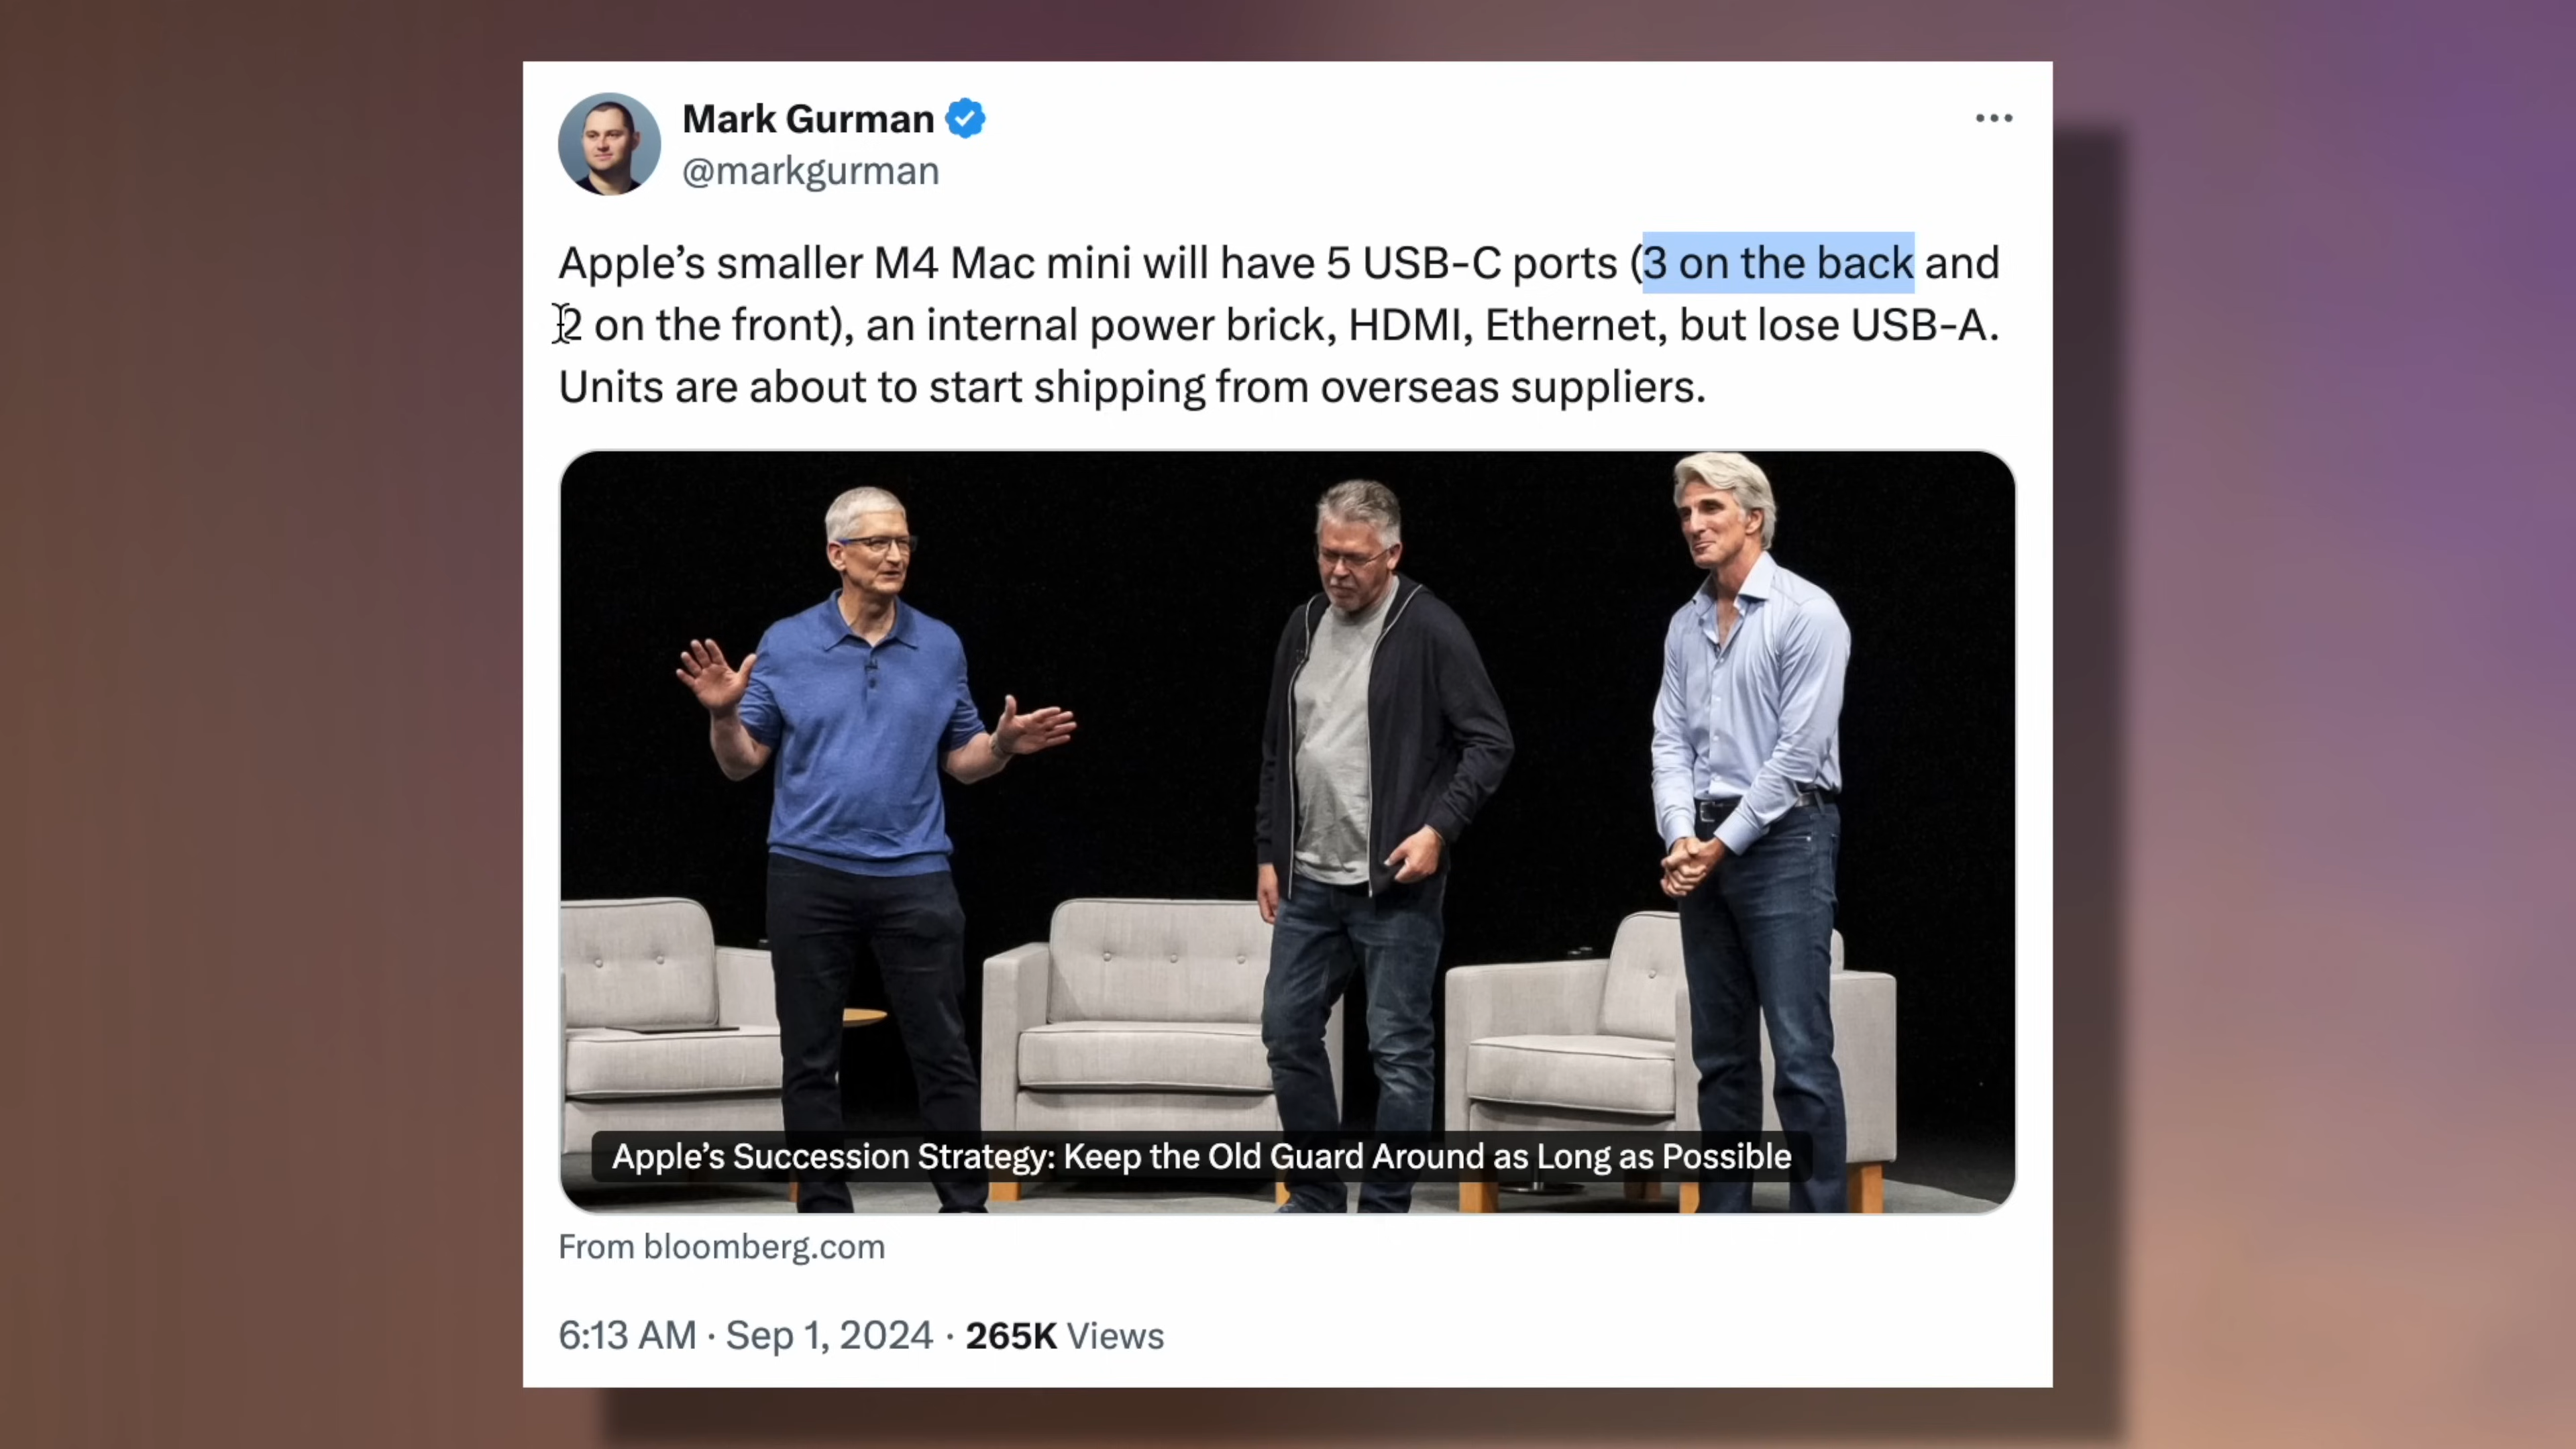 Mark Gurman
@markgurman
Apple’s smaller M4 Mac mini will have 5 USB-C ports (3 on the back and
2 on the front), an internal power brick, HDMI, Ethernet, but lose USB-A.
Units are about to start shipping from overseas suppliers.
Apple’s Succession Strategy: Keep the Old Guard Around as Long as Possible
From bloomberg.com
6:13 AM · Sep 1, 2024 · 265K Views